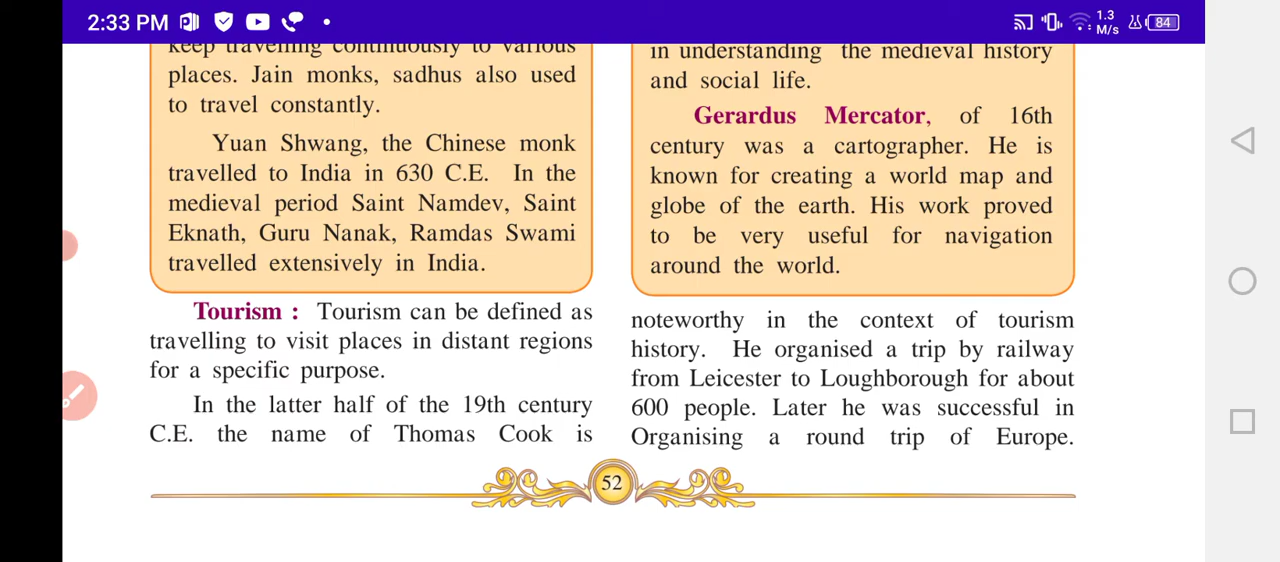 2:33 PM
1.3
M/s
84
keep travelling continuously to various
places. Jain monks, sadhus also used
to travel constantly.
Yuan Shwang, the Chinese monk
travelled to India in 630 C.E. In the
medieval period Saint Namdev, Saint
Eknath, Guru Nanak, Ramdas Swami
travelled extensively in India.
Tourism : Tourism can be defined as
travelling to visit places in distant regions
for a specific purpose.
In the latter half of the 19th century
C.E. the name of Thomas Cook is
in understanding the medieval history
and social life.
Gerardus Mercator, of 16th
century was a cartographer. He is
known for creating a world map and
globe of the earth. His work proved
to be very useful for navigation
around the world.
noteworthy in the context of tourism
history. He organised a trip by railway
from Leicester to Loughborough for about
600 people. Later he was successful in
Organising a round trip of Europe.
52